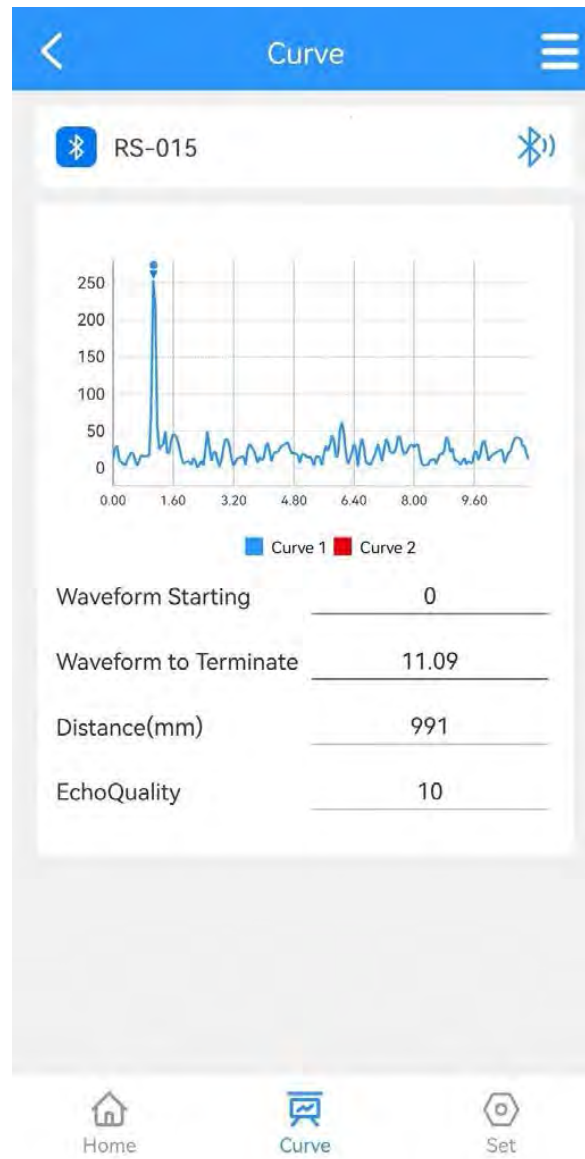 Curve
RS-015
250
200
150
100
50
0
0.00 1.60 3.20 4.80 6.40 8.00 9.60
Curve 1 Curve 2
Waveform Starting 0
Waveform to Terminate 11.09
Distance(mm) 991
EchoQuality 10
Home Curve Set